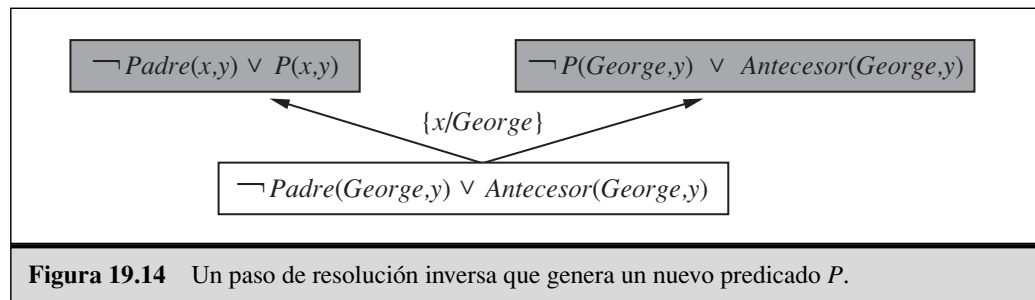 ¬ Padre(x,y) ∨ P(x,y)
¬ P(George,y) ∨ Antecesor(George,y)
{x/George}
¬ Padre(George,y) ∨ Antecesor(George,y)
Figura 19.14 Un paso de resolución inversa que genera un nuevo predicado P.